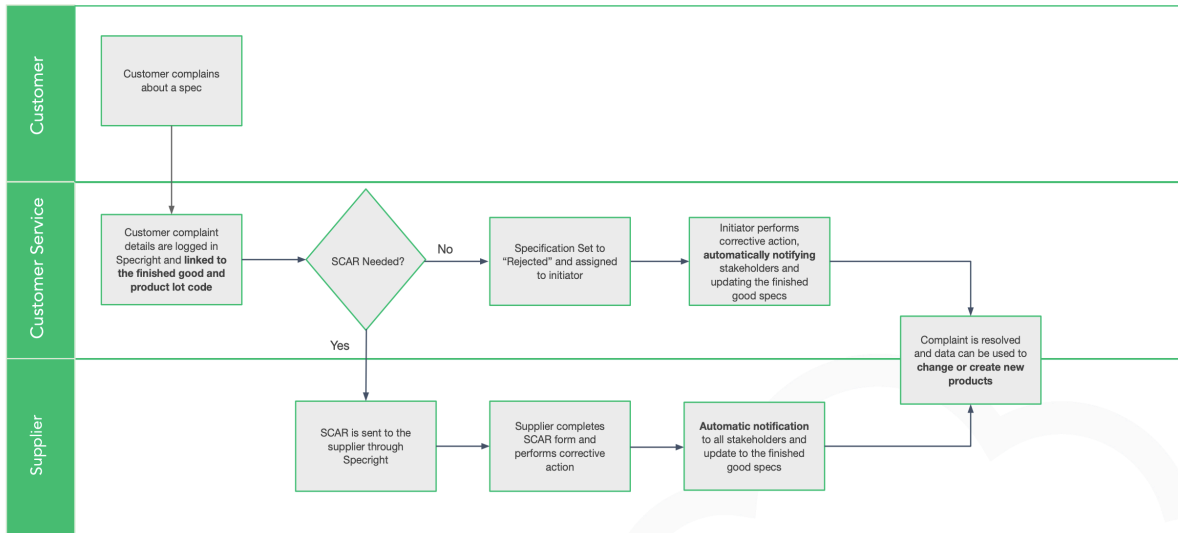 Customer
Customer complains
about a spec
Customer Service
Customer complaint
details are logged in
Specright and linked to
the finished good and
product lot code
SCAR Needed?
No
Specification Set to
“Rejected” and assigned
to initiator
Initiator performs
corrective action,
automatically notifying
stakeholders and
updating the finished
good specs
Yes
Complaint is resolved
and data can be used to
change or create new
products
Supplier
SCAR is sent to the
supplier through
Specright
Supplier completes
SCAR form and
performs corrective
action
Automatic notification
to all stakeholders and
update to the finished
good specs